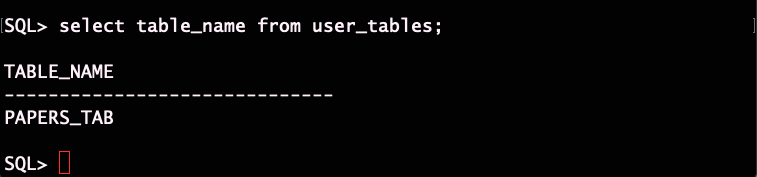 SQL> select table_name from user_tables;
TABLE_NAME
------------------------------
PAPERS_TAB
SQL>